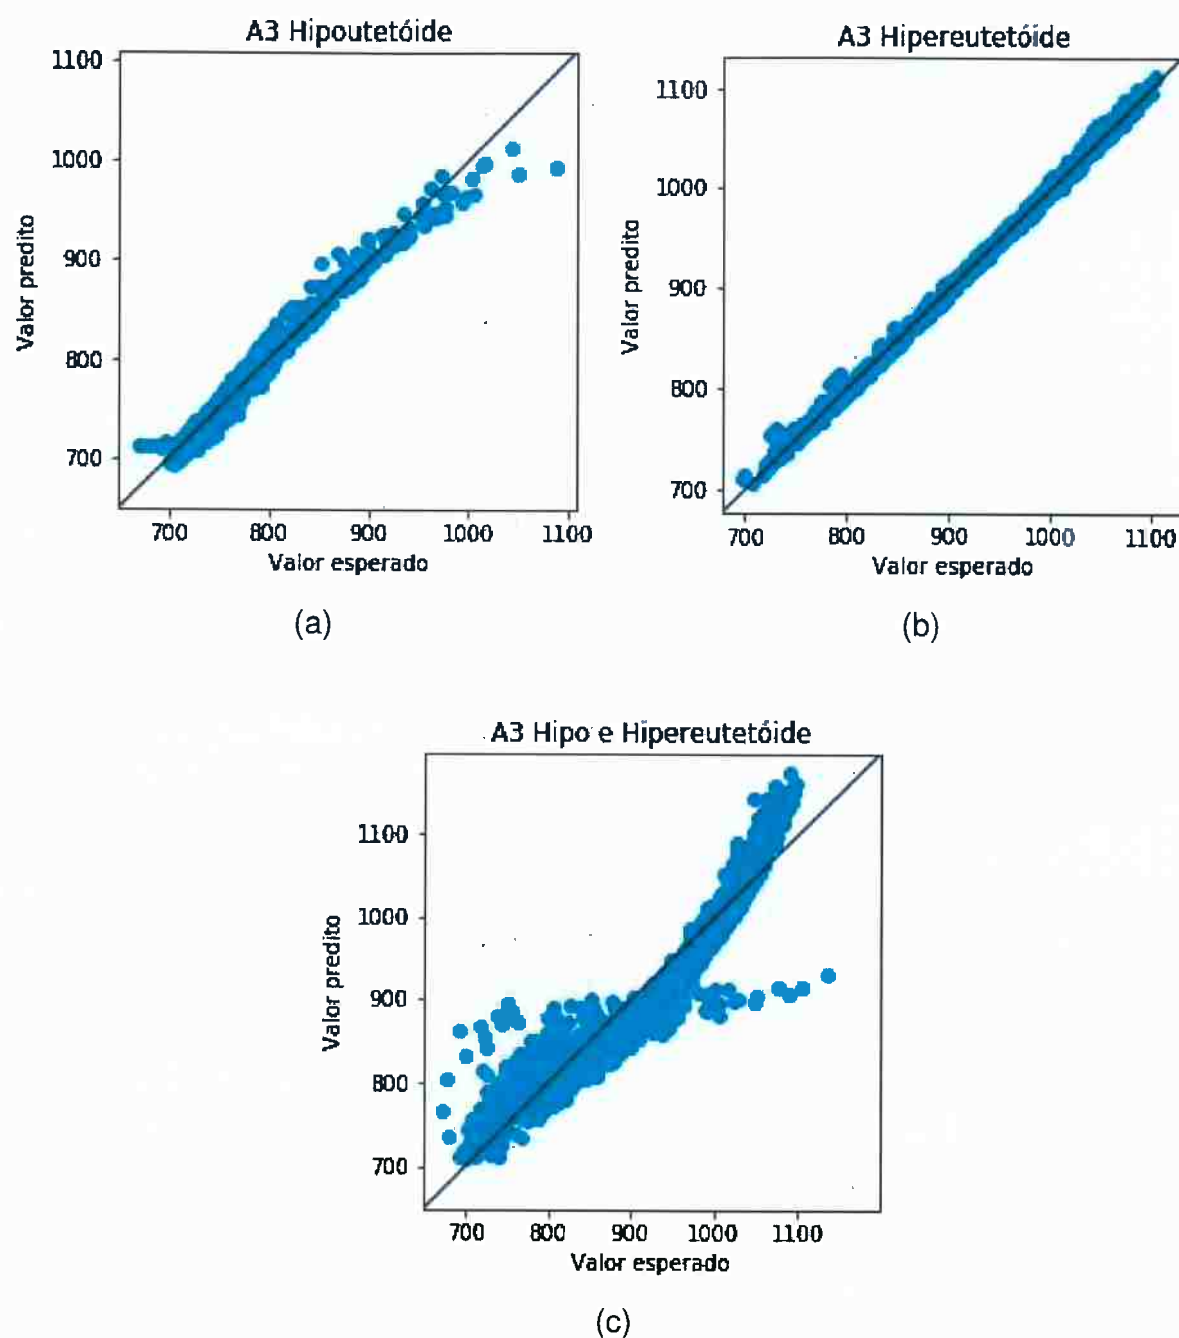 A3 Hipoutetóide
1100
1000
900
800
700
Valor predito
700 800 900 1000 1100
Valor esperado
(a)
A3 Hipereutetóide
1100
1000
900
800
700
Valor predito
700 800 900 1000 1100
Valor esperado
(b)
A3 Hipo e Hipereutetóide
1100
1000
900
800
700
Valor predito
700 800 900 1000 1100
Valor esperado
(c)